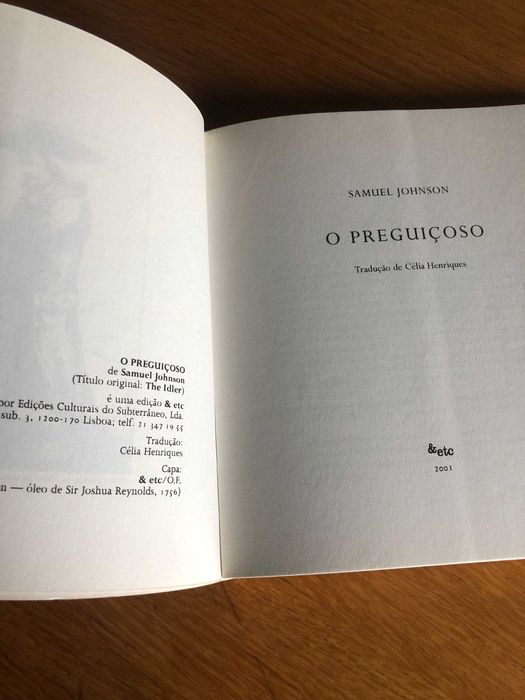 O PREGUIÇOSO
de Samuel Johnson
(Título original: The Idler)
é uma edição & etc
por Edições Culturais do Subterrâneo, Lda.
sub. 3, 1200-170 Lisboa; telf. 21 347 19 55
Tradução:
Célia Henriques
Capa:
& etc/O.F.
n — óleo de Sir Joshua Reynolds, 1756)
SAMUEL JOHNSON
O PREGUIÇOSO
Tradução de Célia Henriques
&etc
2001